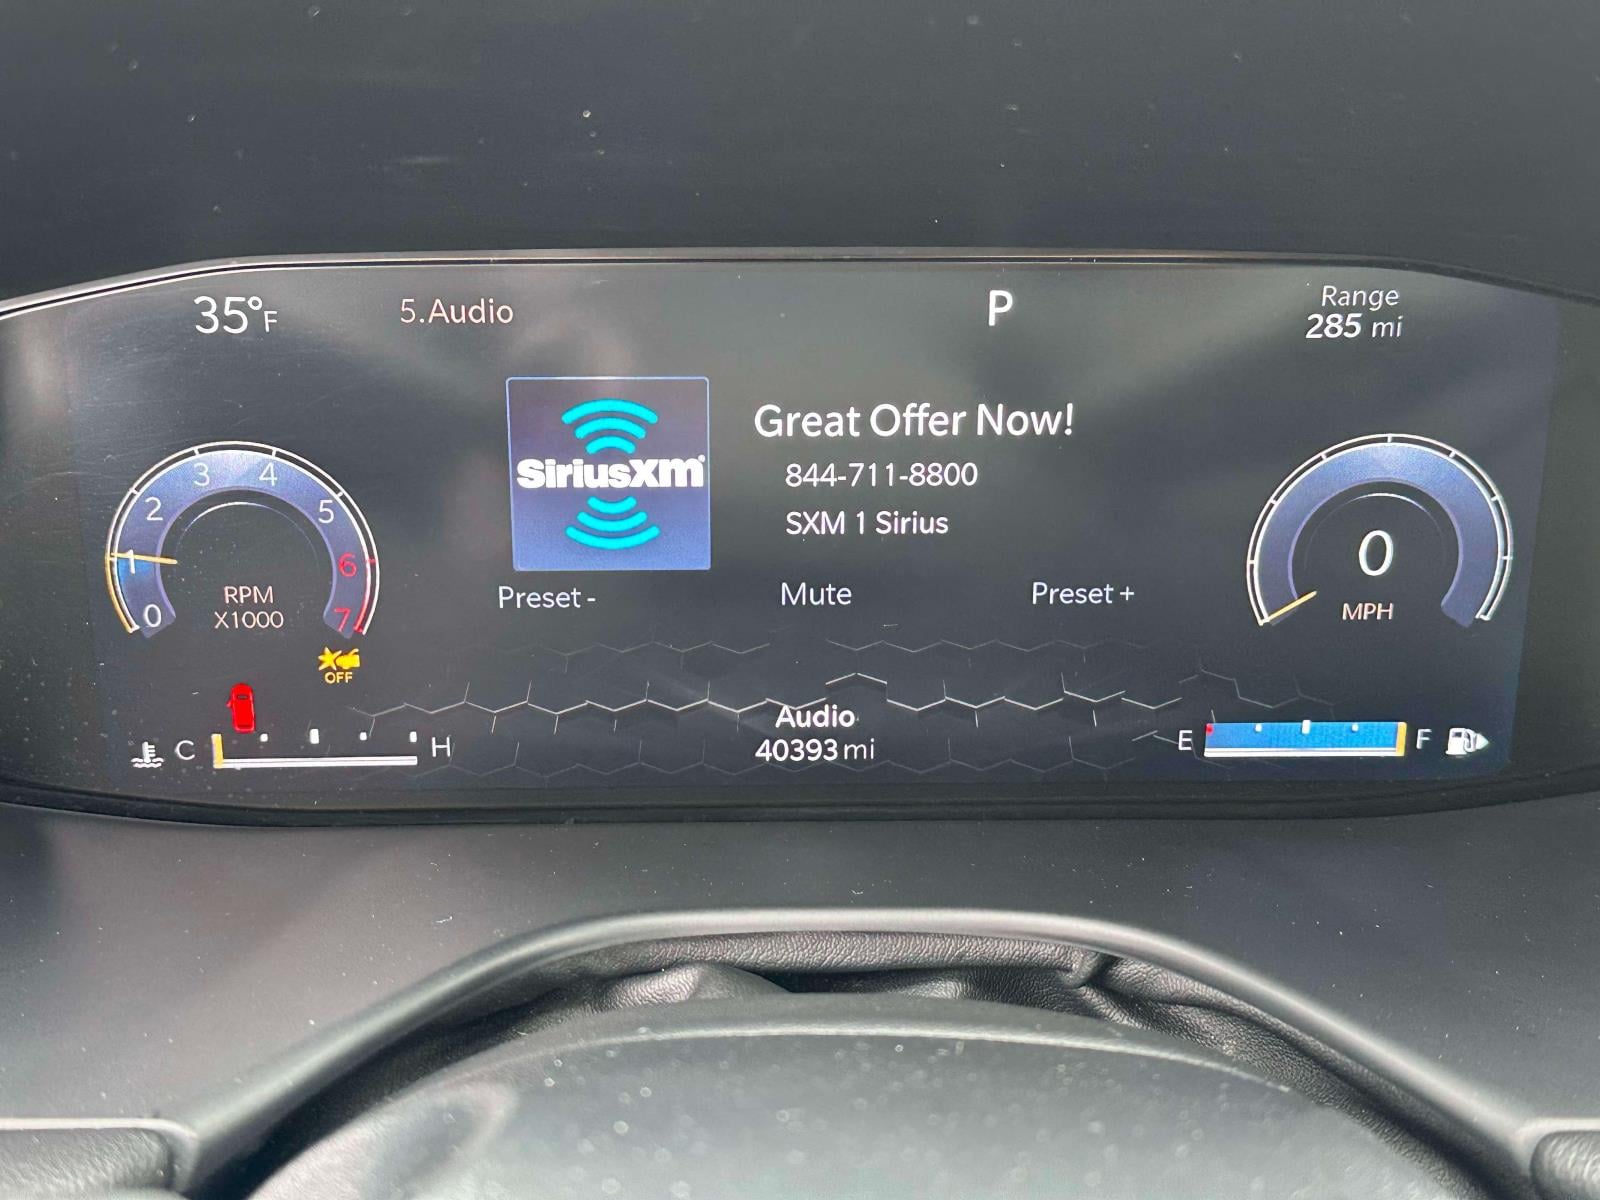 35°F
5.Audio
P
Range
285 mi
SiriusXM
Great Offer Now!
844-711-8800
SXM 1 Sirius
Preset -
Mute
Preset +
0
1
2
3
4
5
6
7
RPM
X1000
0
MPH
OFF
C
H
Audio
40393 mi
E
F